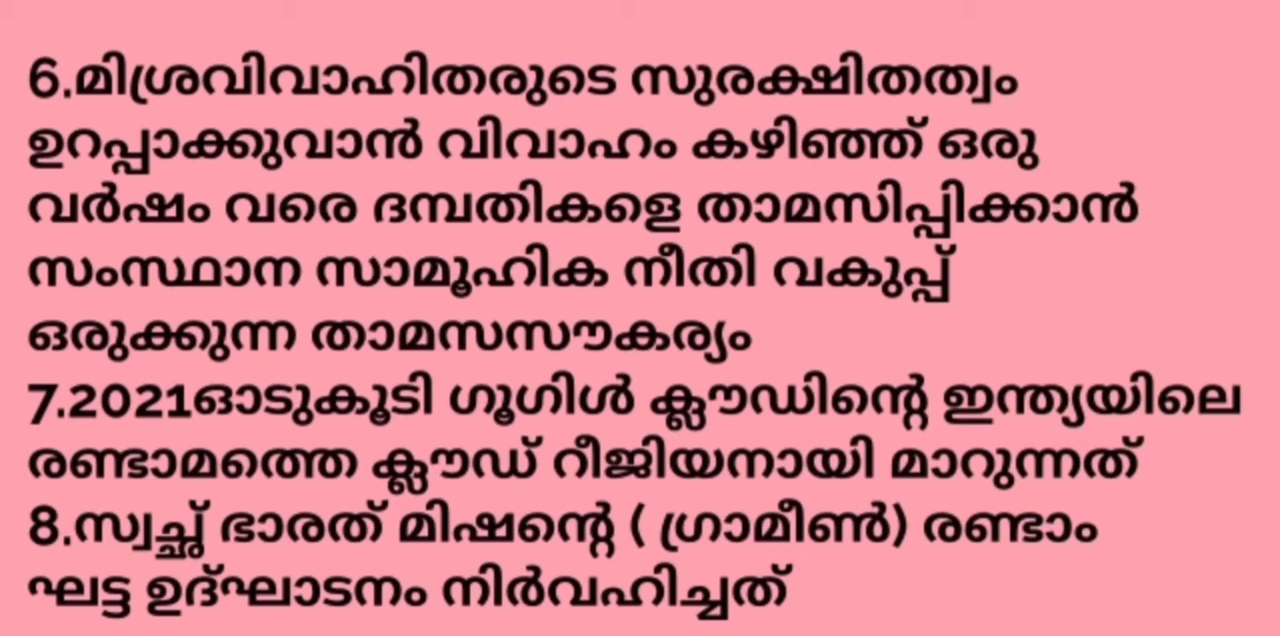 6.മിശ്രവിവാഹിതരുടെ സുരക്ഷിതത്വം
ഉറപ്പാക്കുവാൻ വിവാഹം കഴിഞ്ഞ് ഒരു
വർഷം വരെ ദമ്പതികളെ താമസിപ്പിക്കാൻ
സംസ്ഥാന സാമൂഹിക നീതി വകുപ്പ്
ഒരുക്കുന്ന താമസസൗകര്യം
7.2021ഓടുകൂടി ഗൂഗിൾ ക്ലൗഡിന്റെ ഇന്ത്യയിലെ
രണ്ടാമത്തെ ക്ലൗഡ് റീജിയനായി മാറുന്നത്
8.സ്വച്ഛ് ഭാരത് മിഷന്റെ ( ഗ്രാമീൺ) രണ്ടാം
ഘട്ട ഉദ്ഘാടനം നിർവഹിച്ചത്